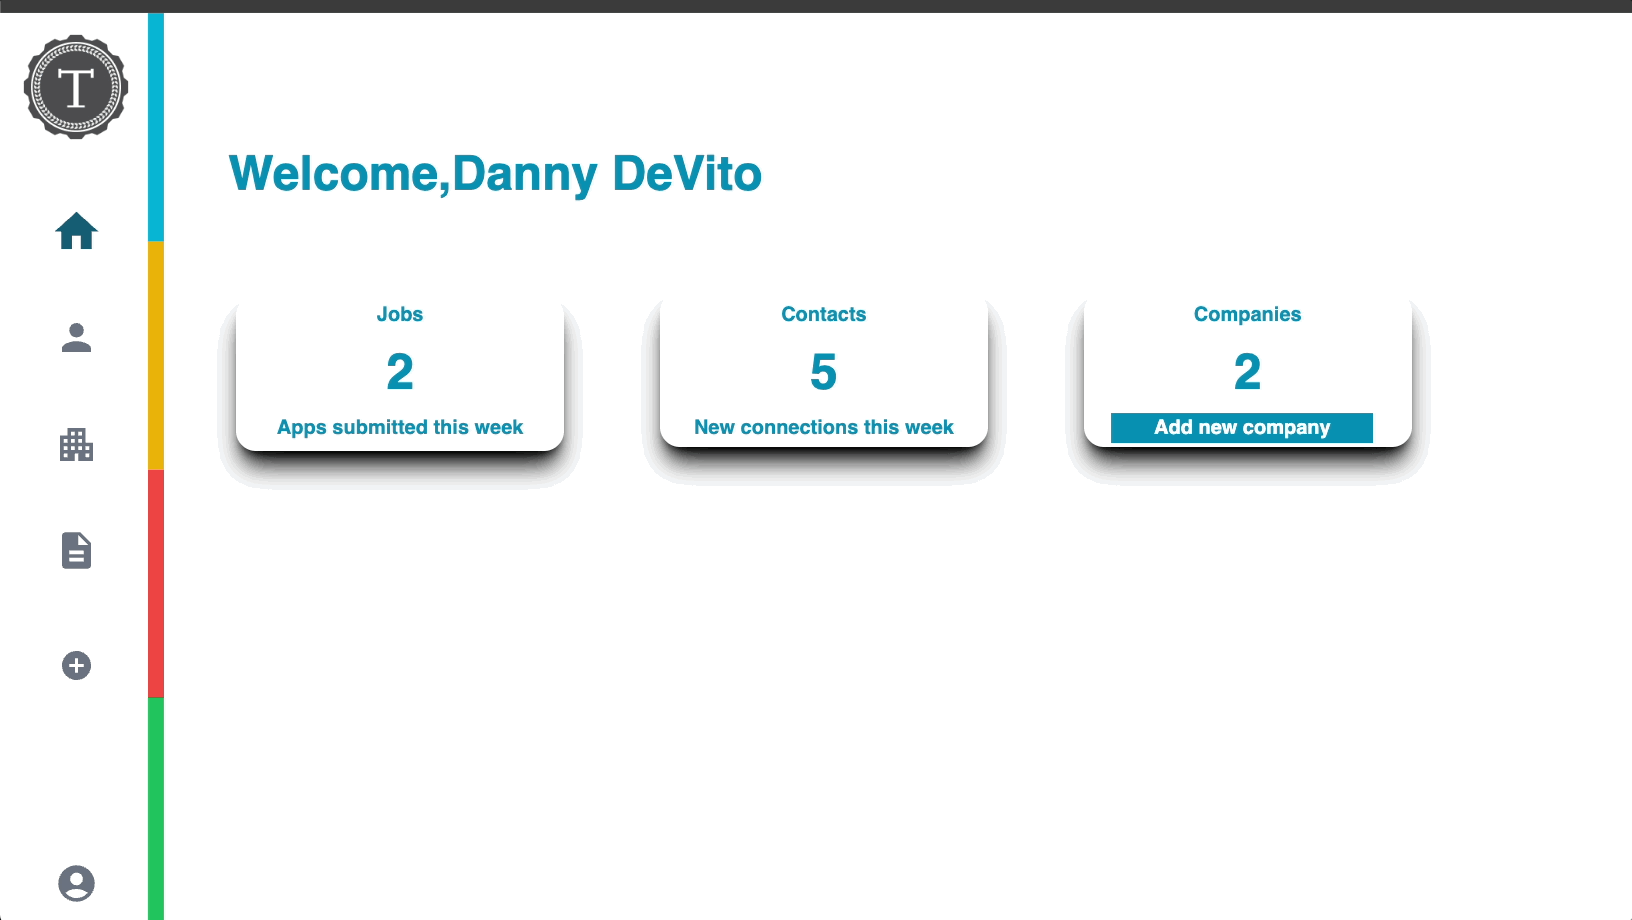 T
Welcome,Danny DeVito
Jobs
2
Apps submitted this week
Contacts
5
New connections this week
Companies
2
Add new company